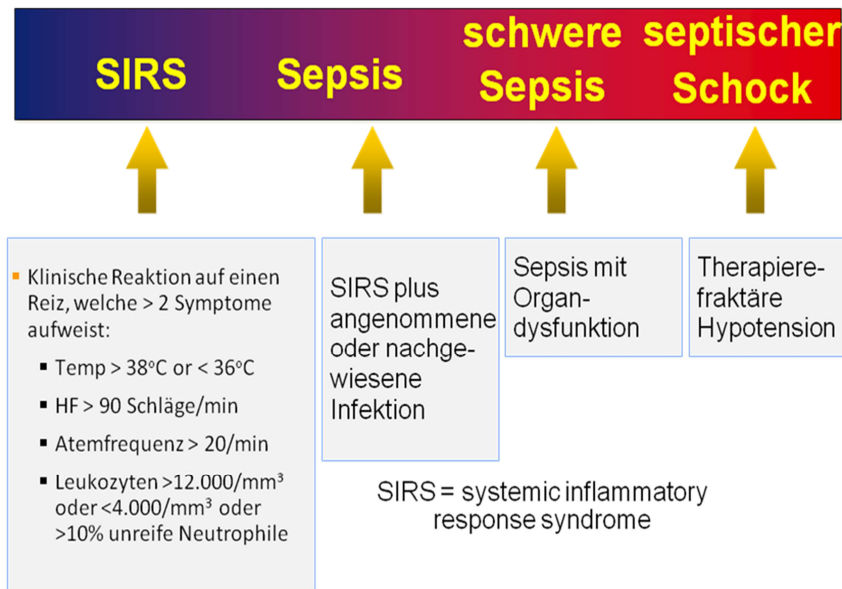 SIRS
Sepsis
schwere
Sepsis
septischer
Schock
Klinische Reaktion auf einen
Reiz, welche > 2 Symptome
aufweist:
Temp > 38°C or < 36°C
HF > 90 Schläge/min
Atemfrequenz > 20/min
Leukozyten >12.000/mm³
oder <4.000/mm³ oder
>10% unreife Neutrophile
SIRS plus
angenommene
oder nachge-
wiesene
Infektion
Sepsis mit
Organ-
dysfunktion
Therapiere-
fraktäre
Hypotension
SIRS = systemic inflammatory
response syndrome